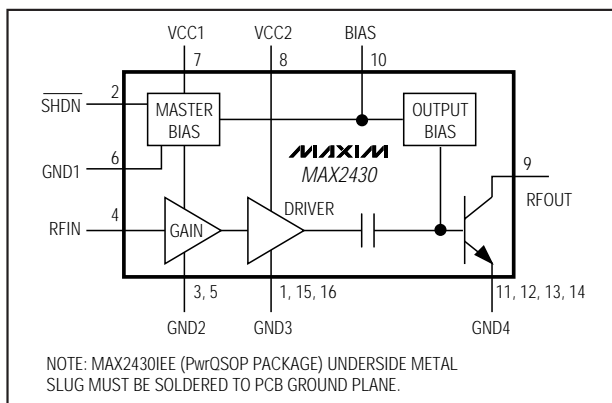 VCC1 VCC2 BIAS
7 8 10
2
SHDN
MASTER
BIAS
OUTPUT
BIAS
6
GND1
MAXIM
MAX2430
9
RFOUT
4
RFIN
GAIN
DRIVER
3, 5
1, 15, 16
11, 12, 13, 14
GND2 GND3 GND4
NOTE: MAX2430IEE (PwrQSOP PACKAGE) UNDERSIDE METAL
SLUG MUST BE SOLDERED TO PCB GROUND PLANE.